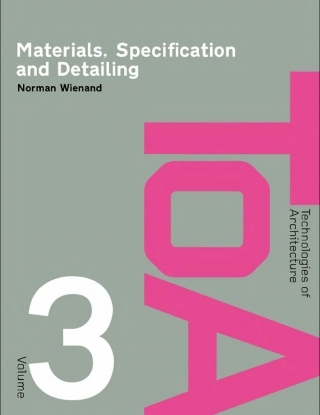 Materials, Specification
and Detailing
Norman Wienand
TOA
Technologies of
Architecture
3
Volume